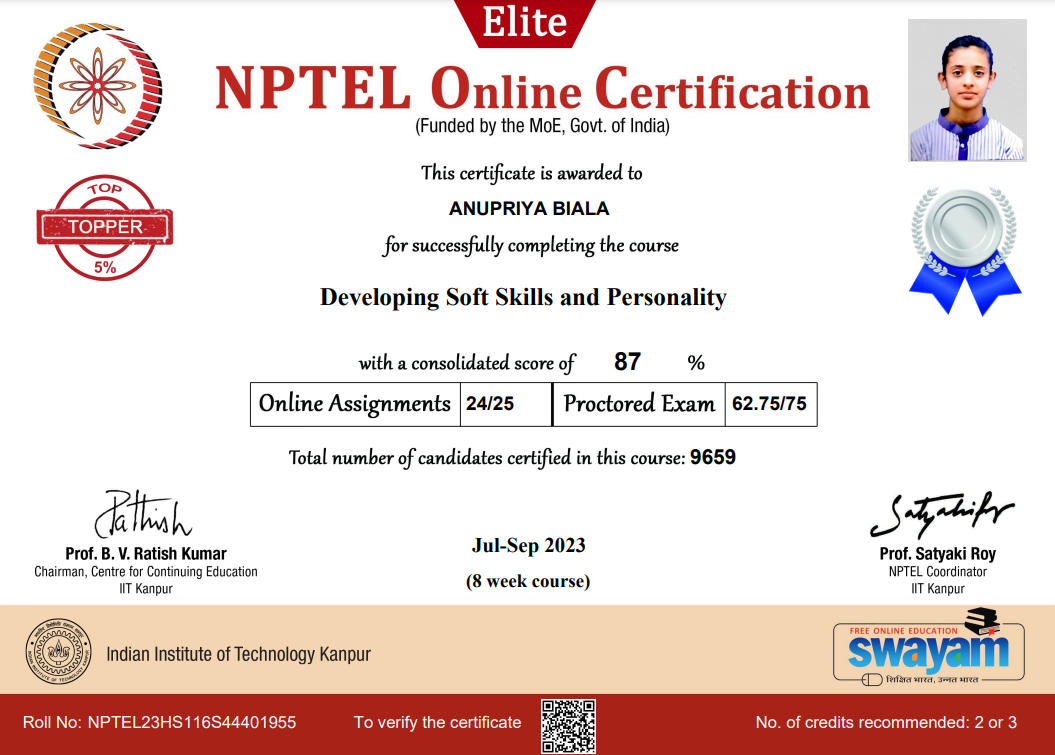 Elite
NPTEL Online Certification
(Funded by the MoE, Govt. of India)
This certificate is awarded to
ANUPRIYA BIALA
for successfully completing the course
TOP
TOPPER
5%
Developing Soft Skills and Personality
with a consolidated score of 87 %
Online Assignments 24/25 Proctored Exam 62.75/75
Total number of candidates certified in this course: 9659
Prof. B. V. Ratish Kumar
Chairman, Centre for Continuing Education
IIT Kanpur
Jul-Sep 2023
(8 week course)
Prof. Satyaki Roy
NPTEL Coordinator
IIT Kanpur
Indian Institute of Technology Kanpur
FREE ONLINE EDUCATION
swayam
शिक्षित भारत, उन्नत भारत
Roll No: NPTEL23HS116S44401955 To verify the certificate No. of credits recommended: 2 or 3